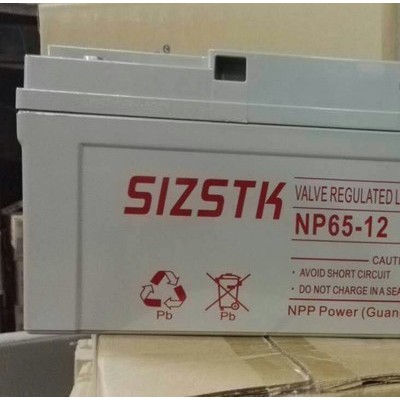 SIZSTK
VALVE REGULATED L
NP65-12
CAUT
• AVOID SHORT CIRCUIT
• DO NOT CHARGE IN A SEA
Pb Pb
NPP Power (Guan